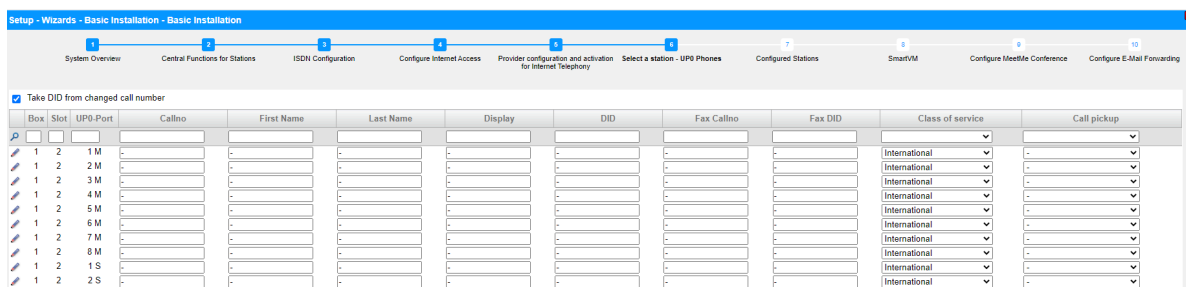 Setup - Wizards - Basic Installation - Basic Installation
1 2 3 4 5 6 7 8 9 10
System Overview Central Functions for Stations ISDN Configuration Configure Internet Access Provider configuration and activation for Internet Telephony Select a station - UP0 Phones Configured Stations SmartVM Configure MeetMe Conference Configure E-Mail Forwarding
Take DID from changed call number
Box Slot UP0-Port Callno First Name Last Name Display DID Fax Callno Fax DID Class of service Call pickup
1 2 1 M - - - - - - - International -
1 2 2 M - - - - - - - International -
1 2 3 M - - - - - - - International -
1 2 4 M - - - - - - - International -
1 2 5 M - - - - - - - International -
1 2 6 M - - - - - - - International -
1 2 7 M - - - - - - - International -
1 2 8 M - - - - - - - International -
1 2 1 S - - - - - - - International -
1 2 2 S - - - - - - - International -